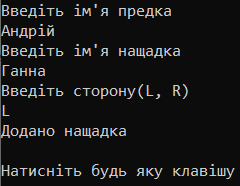 Введіть ім'я предка
Андрій
Введіть ім'я нащадка
Ганна
Введіть сторону(L, R)
L
Додано нащадка
Натисніть будь яку клавішу